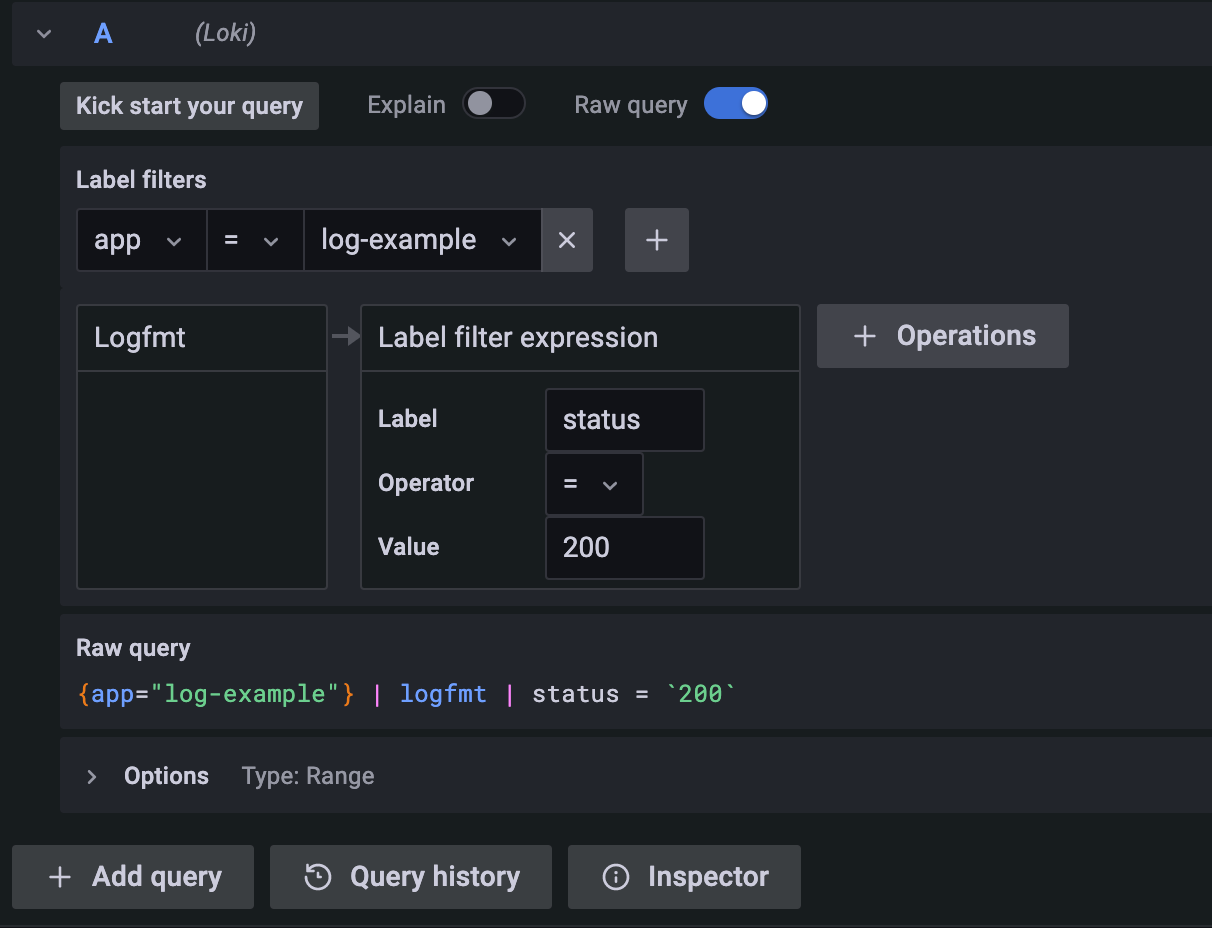 A (Loki)
Kick start your query Explain Raw query
Label filters
app = log-example
Logfmt Label filter expression Operations
Label status
Operator =
Value 200
Raw query
{app="log-example"} | logfmt | status = `200`
Options Type: Range
Add query Query history Inspector